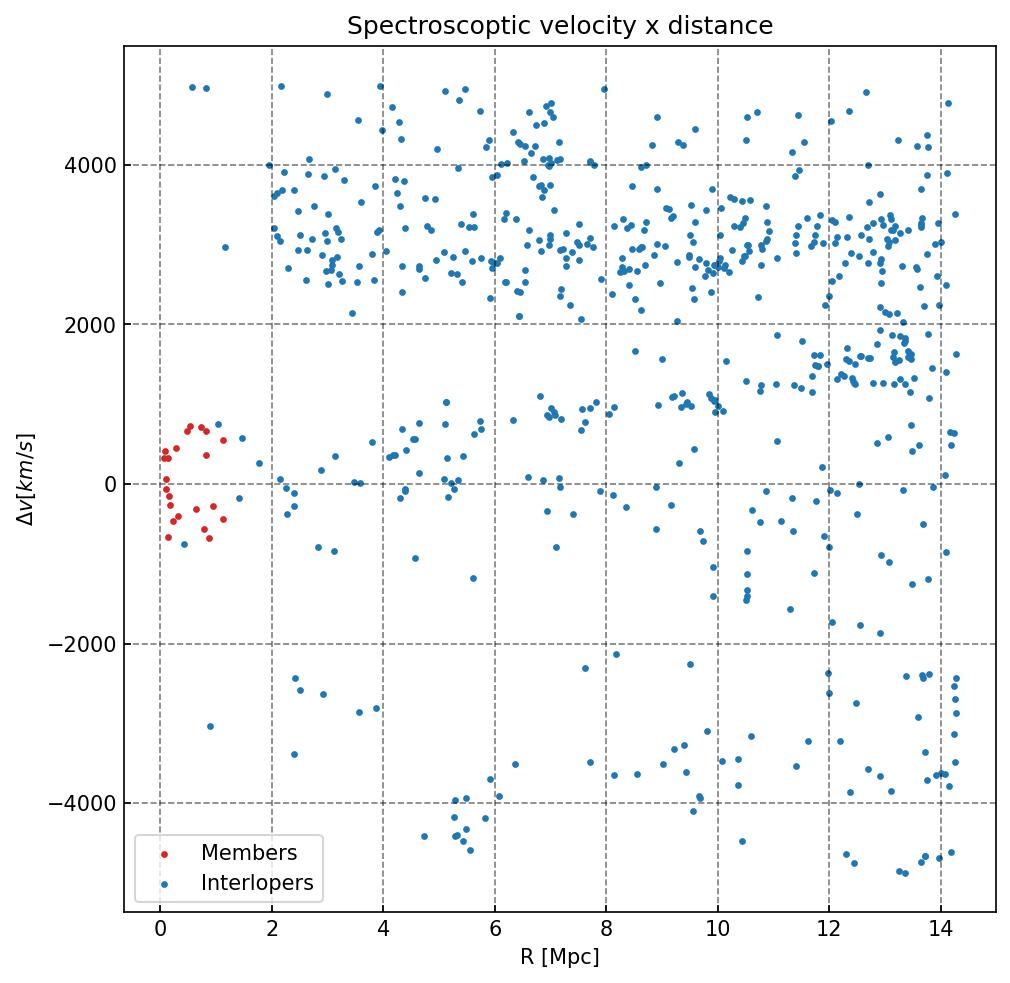 Spectroscoptic velocity x distance
Δv[km/s]
4000
2000
0
−2000
−4000
Members
Interlopers
0 2 4 6 8 10 12 14
R [Mpc]